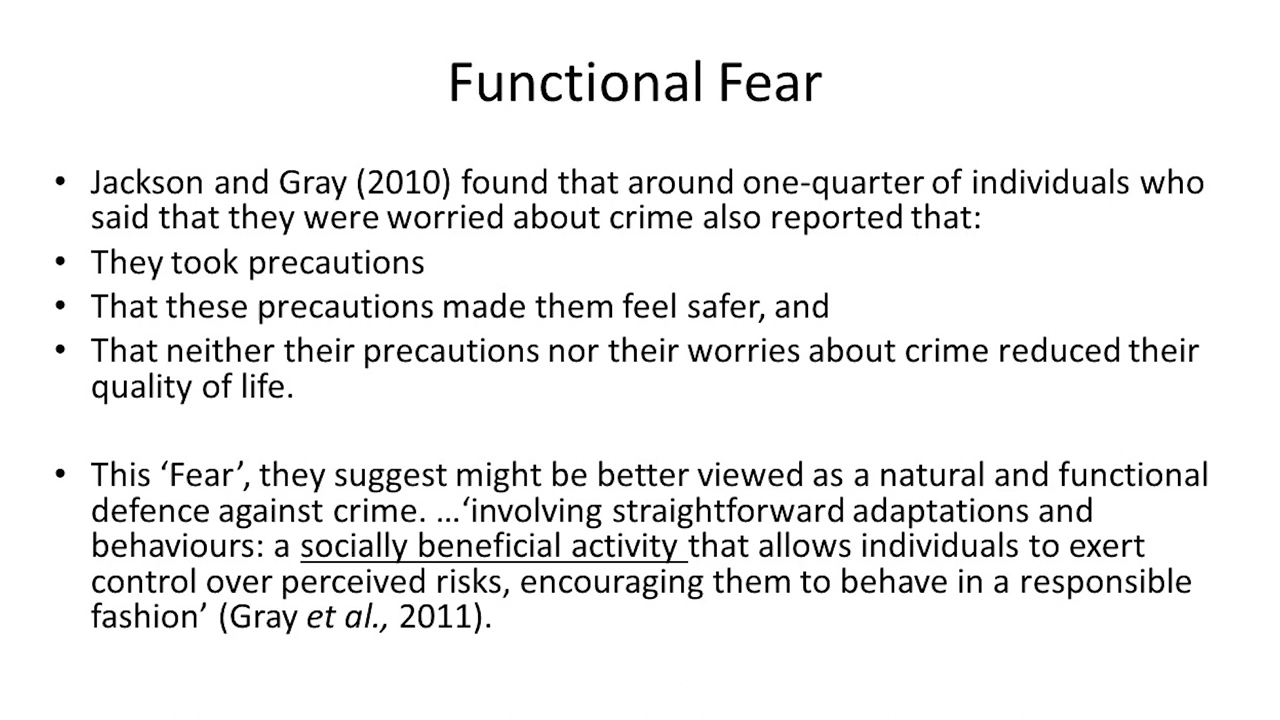 Functional Fear
• Jackson and Gray (2010) found that around one-quarter of individuals who
said that they were worried about crime also reported that:
• They took precautions
• That these precautions made them feel safer, and
• That neither their precautions nor their worries about crime reduced their
quality of life.
• This ‘Fear’, they suggest might be better viewed as a natural and functional
defence against crime. …‘involving straightforward adaptations and
behaviours: a socially beneficial activity that allows individuals to exert
control over perceived risks, encouraging them to behave in a responsible
fashion’ (Gray et al., 2011).